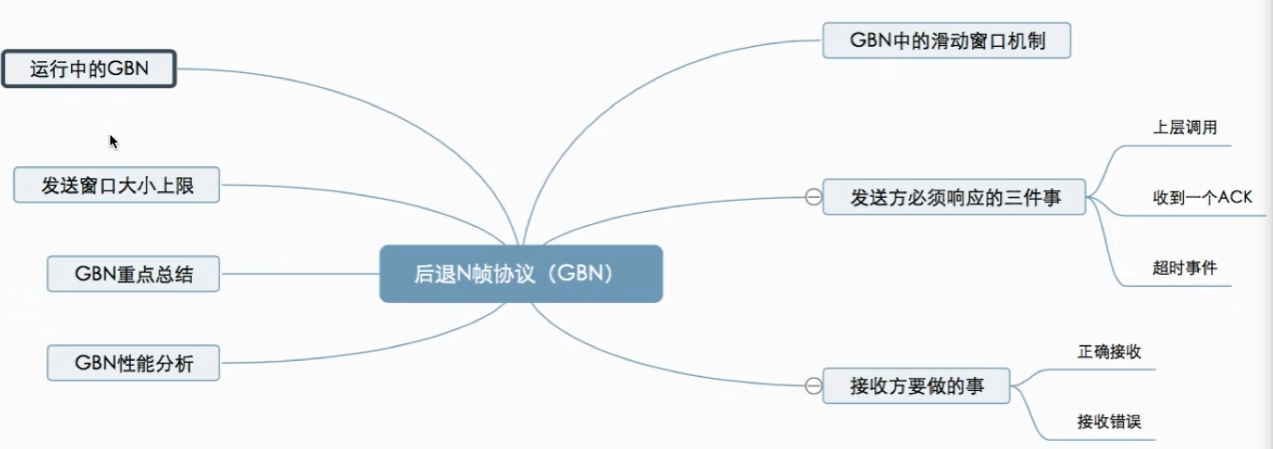 后退N帧协议（GBN）
GBN中的滑动窗口机制
发送方必须响应的三件事
上层调用
收到一个ACK
超时事件
接收方要做的事
正确接收
接收错误
运行中的GBN
发送窗口大小上限
GBN重点总结
GBN性能分析